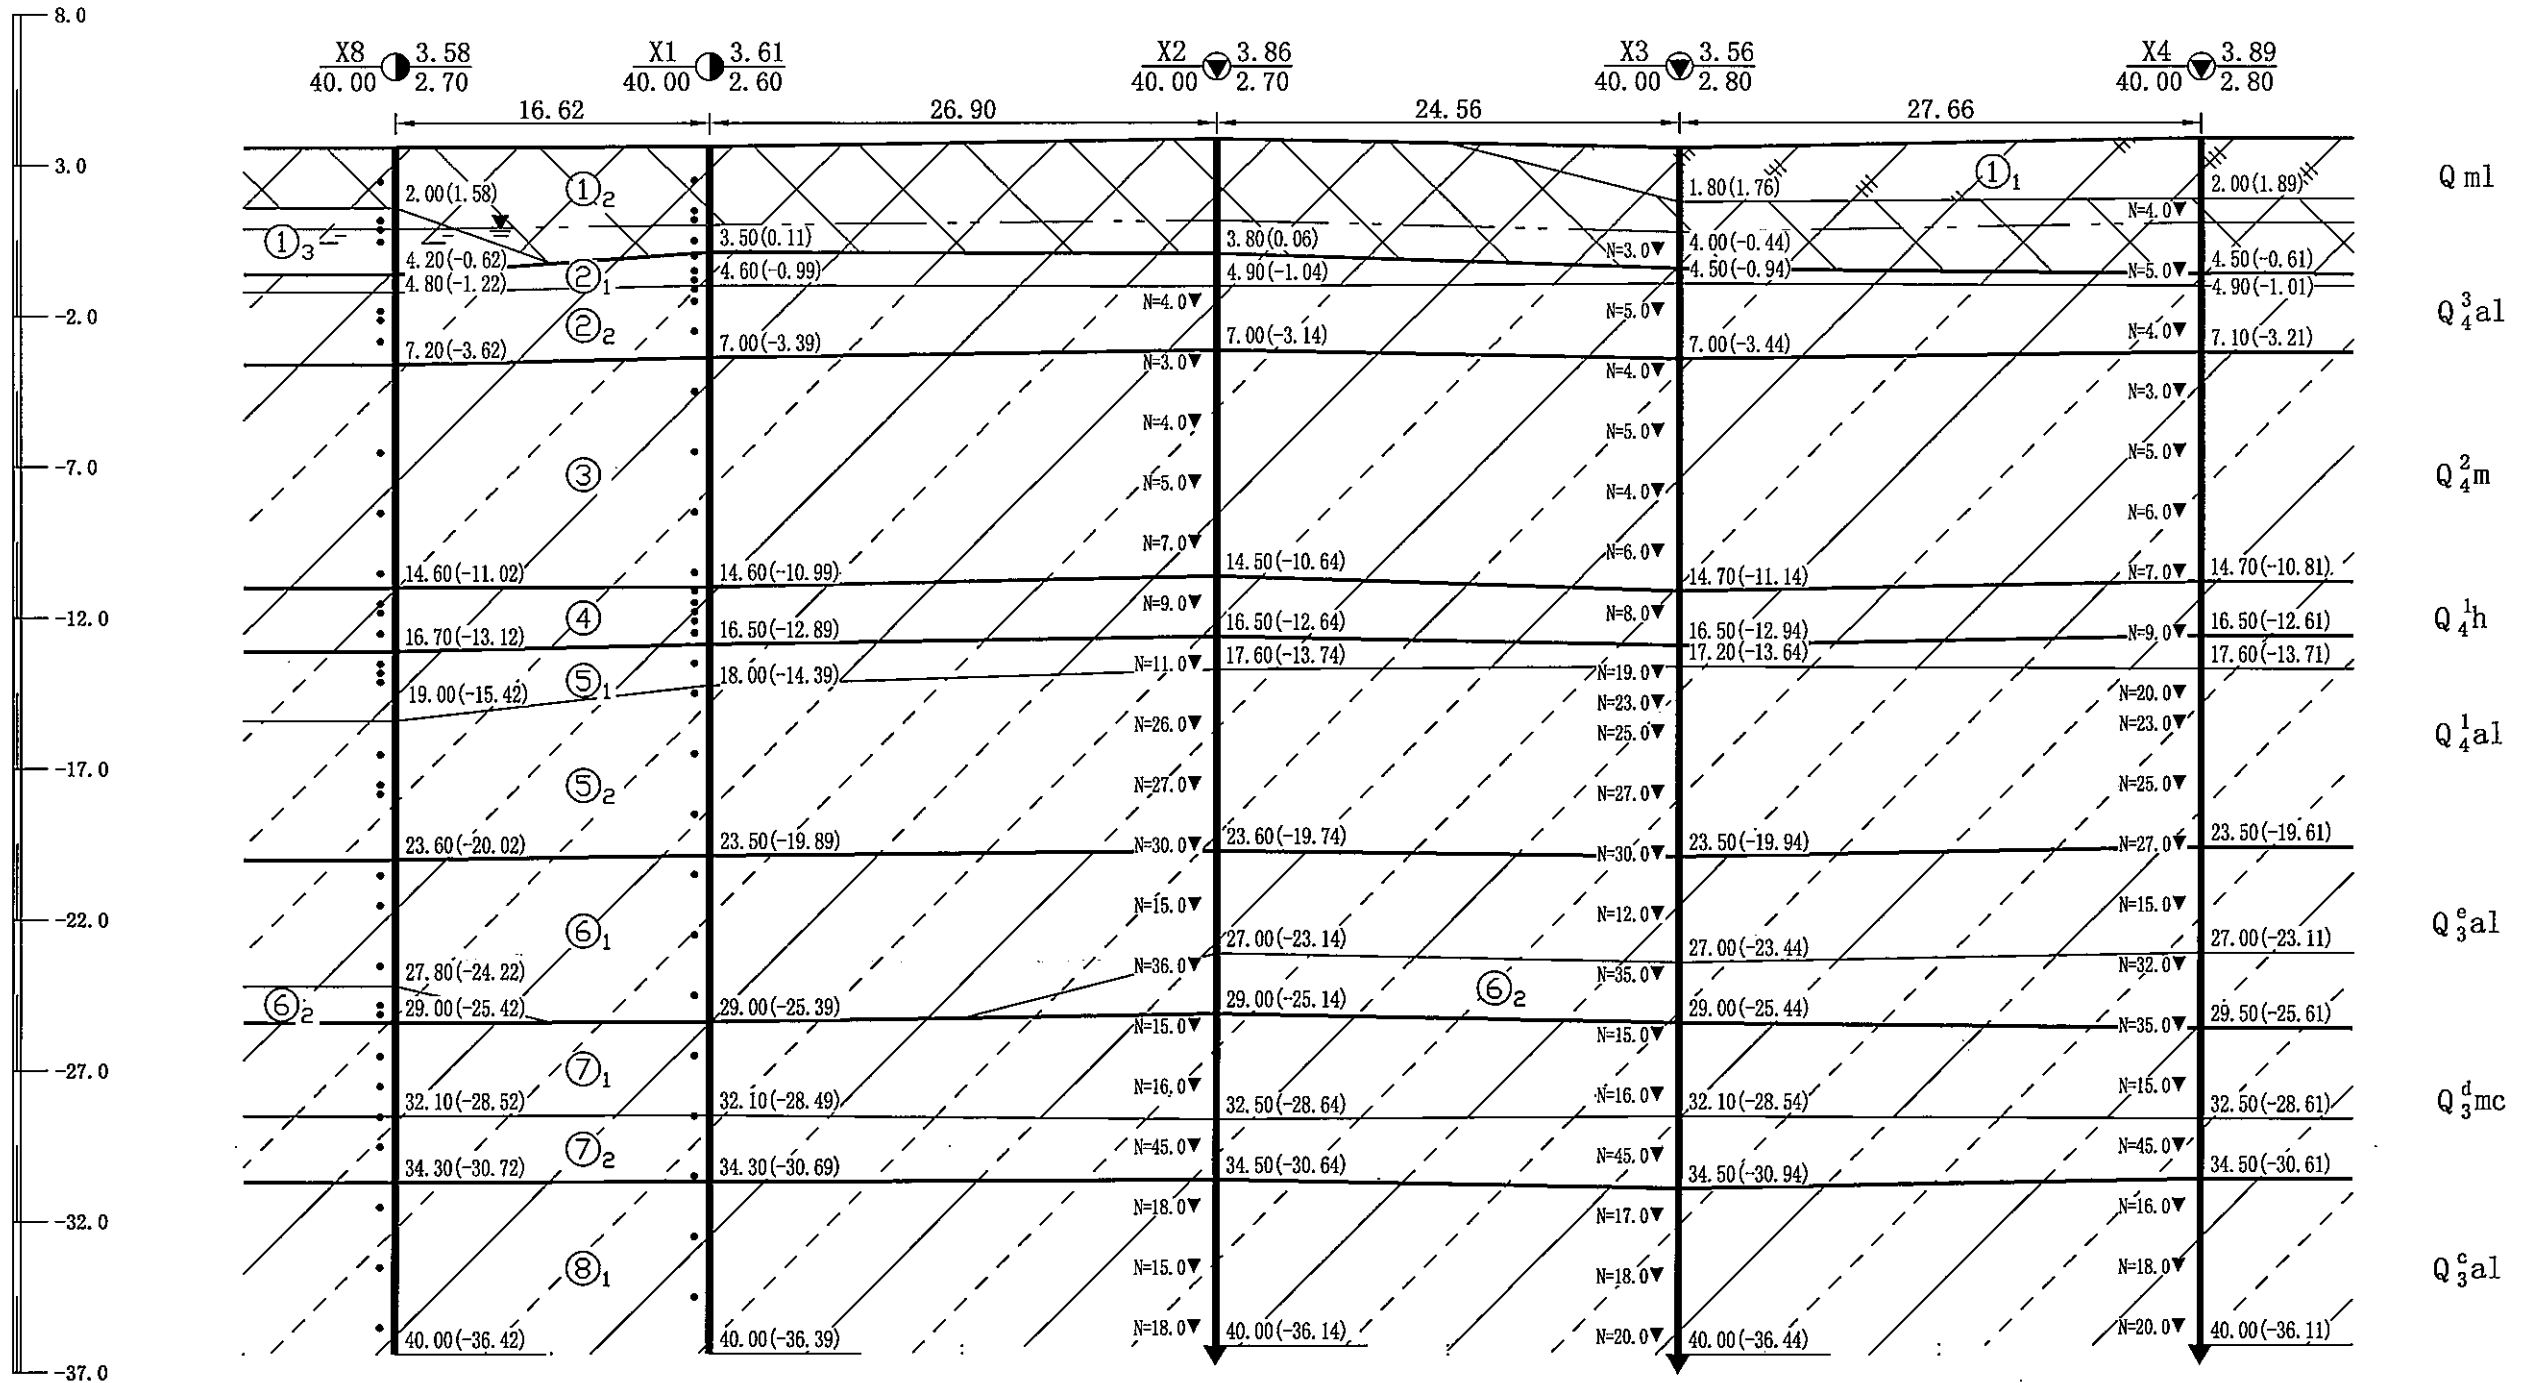 8.0
3.0
-2.0
-7.0
-12.0
-17.0
-22.0
-27.0
-32.0
-37.0
X8 3.58
40.00 2.70
X1 3.61
40.00 2.60
X2 3.86
40.00 2.70
X3 3.56
40.00 2.80
X4 3.89
40.00 2.80
16.62 26.90 24.56 27.66
①1
①2
①3
②1
②2
③
④
⑤1
⑤2
⑥1
⑥2
⑥2
⑦1
⑦2
⑧1
2.00(1.58)
4.20(-0.62)
4.80(-1.22)
7.20(-3.62)
14.60(-11.02)
16.70(-13.12)
19.00(-15.42)
23.60(-20.02)
27.80(-24.22)
29.00(-25.42)
32.10(-28.52)
34.30(-30.72)
40.00(-36.42)
3.50(0.11)
4.60(-0.99)
7.00(-3.39)
14.60(-10.99)
16.50(-12.89)
18.00(-14.39)
23.50(-19.89)
29.00(-25.39)
32.10(-28.49)
34.30(-30.69)
40.00(-36.39)
N=4.0
N=3.0
N=4.0
N=5.0
N=7.0
N=9.0
N=11.0
N=26.0
N=27.0
N=30.0
N=15.0
N=36.0
N=15.0
N=16.0
N=45.0
N=18.0
N=15.0
N=18.0
3.80(0.06)
4.90(-1.04)
7.00(-3.14)
14.50(-10.64)
16.50(-12.64)
17.60(-13.74)
23.60(-19.74)
27.00(-23.14)
29.00(-25.14)
32.50(-28.64)
34.50(-30.64)
40.00(-36.14)
N=3.0
N=5.0
N=4.0
N=5.0
N=4.0
N=6.0
N=8.0
N=19.0
N=23.0
N=25.0
N=27.0
N=30.0
N=12.0
N=35.0
N=15.0
N=16.0
N=45.0
N=17.0
N=18.0
N=20.0
1.80(1.76)
4.00(-0.44)
4.50(-0.94)
7.00(-3.44)
14.70(-11.14)
16.50(-12.94)
17.20(-13.64)
23.50(-19.94)
27.00(-23.44)
29.00(-25.44)
32.10(-28.54)
34.50(-30.94)
40.00(-36.44)
N=4.0
N=5.0
N=4.0
N=3.0
N=5.0
N=6.0
N=7.0
N=9.0
N=20.0
N=23.0
N=25.0
N=27.0
N=15.0
N=32.0
N=35.0
N=15.0
N=45.0
N=16.0
N=18.0
N=20.0
2.00(1.89)
4.50(-0.61)
4.90(-1.01)
7.10(-3.21)
14.70(-10.81)
16.50(-12.61)
17.60(-13.71)
23.50(-19.61)
27.00(-23.11)
29.50(-25.61)
32.50(-28.61)
34.50(-30.61)
40.00(-36.11)
Q ml
Q 3 4 al
Q 2 4 m
Q 1 4 h
Q 1 4 al
Q e 3 al
Q d 3 mc
Q c 3 al